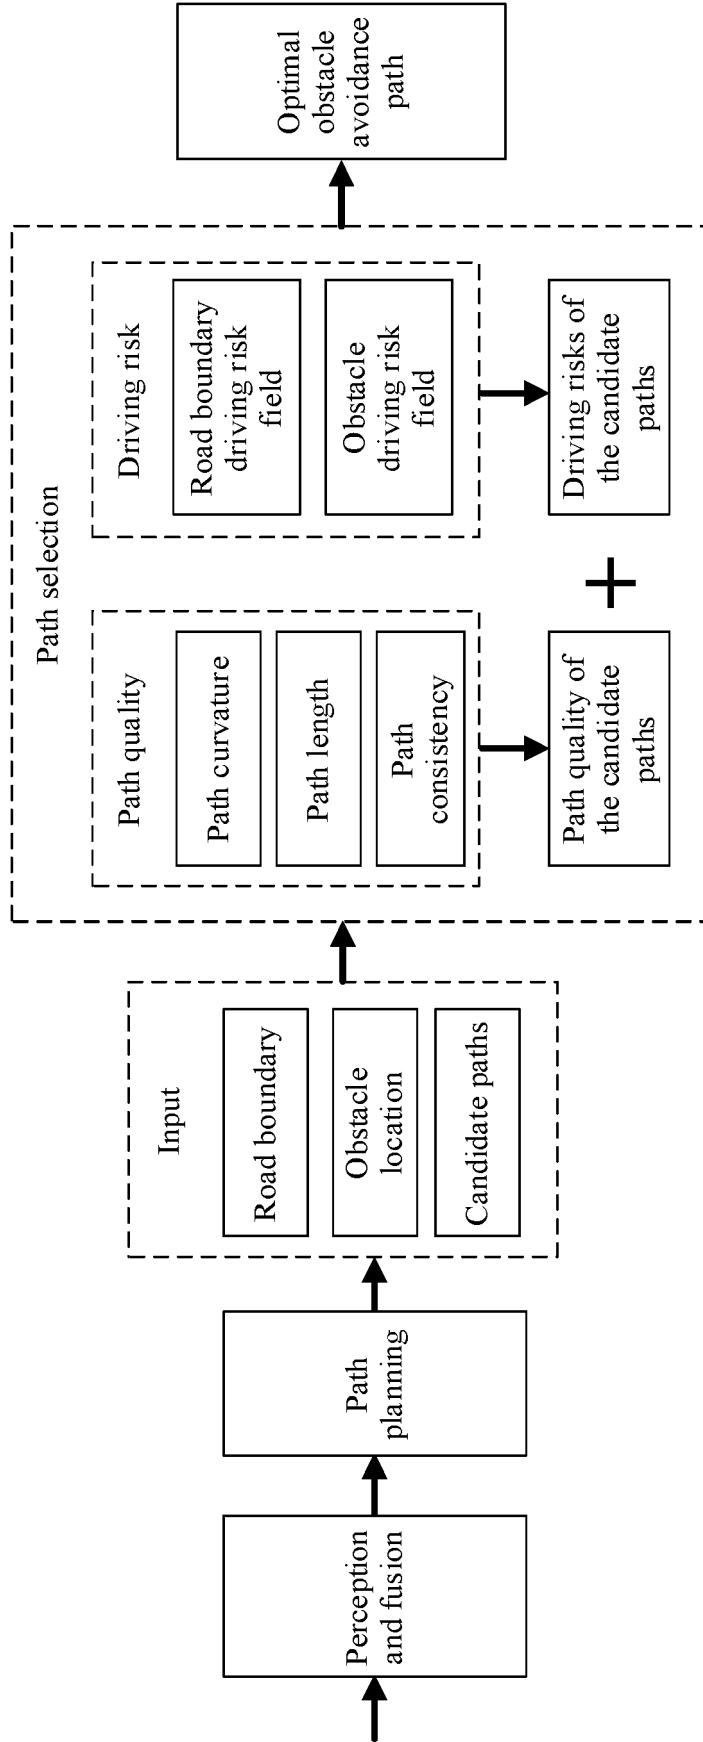 Perception
and fusion
Path
planning
Input
Road boundary
Obstacle
location
Candidate paths
Path selection
Path quality
Path curvature
Path length
Path
consistency
Path quality of
the candidate
paths
+
Driving risk
Road boundary
driving risk
field
Obstacle
driving risk
field
Driving risks of
the candidate
paths
Optimal
obstacle
avoidance
path